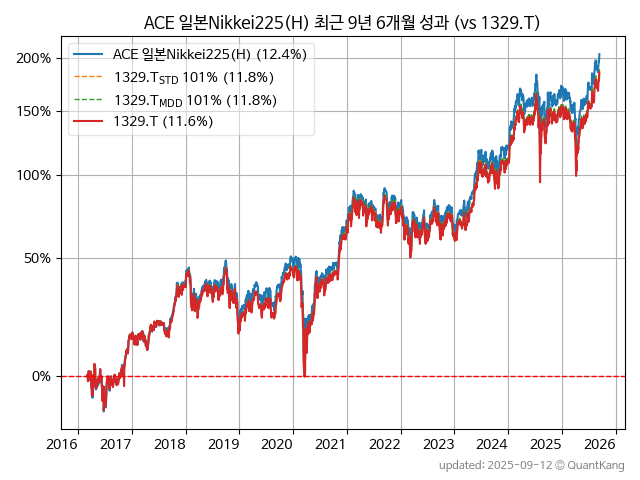 ACE 일본Nikkei225(H) 최근 9년 6개월 성과 (vs 1329.T)
ACE 일본Nikkei225(H) (12.4%)
1329.T_STD 101% (11.8%)
1329.T_MDD 101% (11.8%)
1329.T (11.6%)
200%
150%
100%
50%
0%
2016 2017 2018 2019 2020 2021 2022 2023 2024 2025 2026
updated: 2025-09-12 © QuantKang